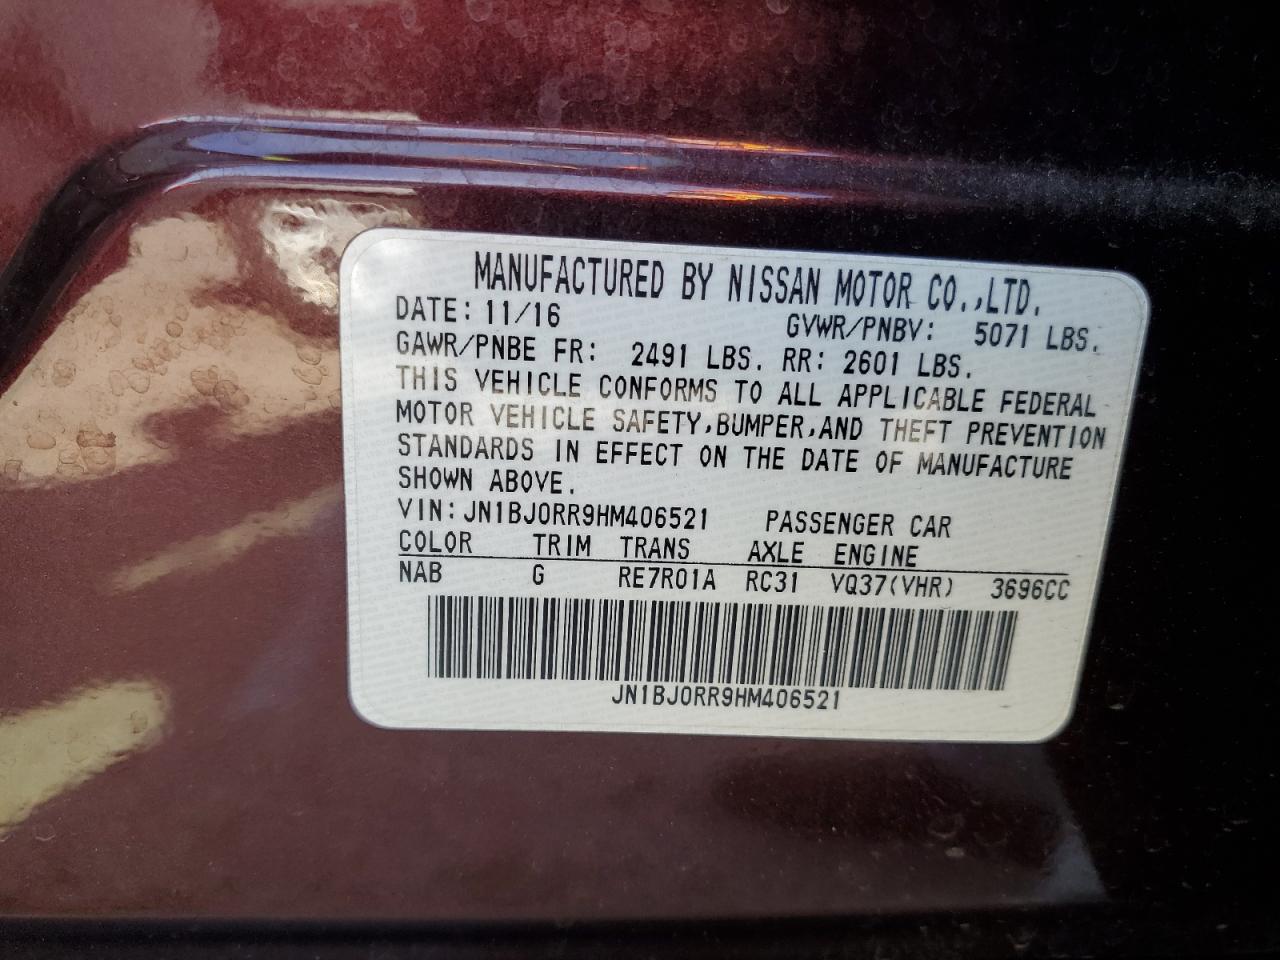 MANUFACTURED BY NISSAN MOTOR CO.,LTD.
DATE: 11/16 GVWR/PNBV: 5071 LBS.
GAWR/PNBE FR: 2491 LBS. RR: 2601 LBS.
THIS VEHICLE CONFORMS TO ALL APPLICABLE FEDERAL
MOTOR VEHICLE SAFETY,BUMPER,AND THEFT PREVENTION
STANDARDS IN EFFECT ON THE DATE OF MANUFACTURE
SHOWN ABOVE.
VIN: JN1BJ0RR9HM406521 PASSENGER CAR
COLOR TRIM TRANS AXLE ENGINE
NAB G RE7R01A RC31 VQ37(VHR) 3696CC
JN1BJ0RR9HM406521